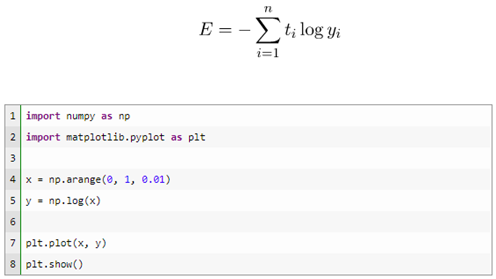 E = - \sum_{i=1}^{n} t_i \log y_i
1 import numpy as np
2 import matplotlib.pyplot as plt
3
4 x = np.arange(0, 1, 0.01)
5 y = np.log(x)
6
7 plt.plot(x, y)
8 plt.show()